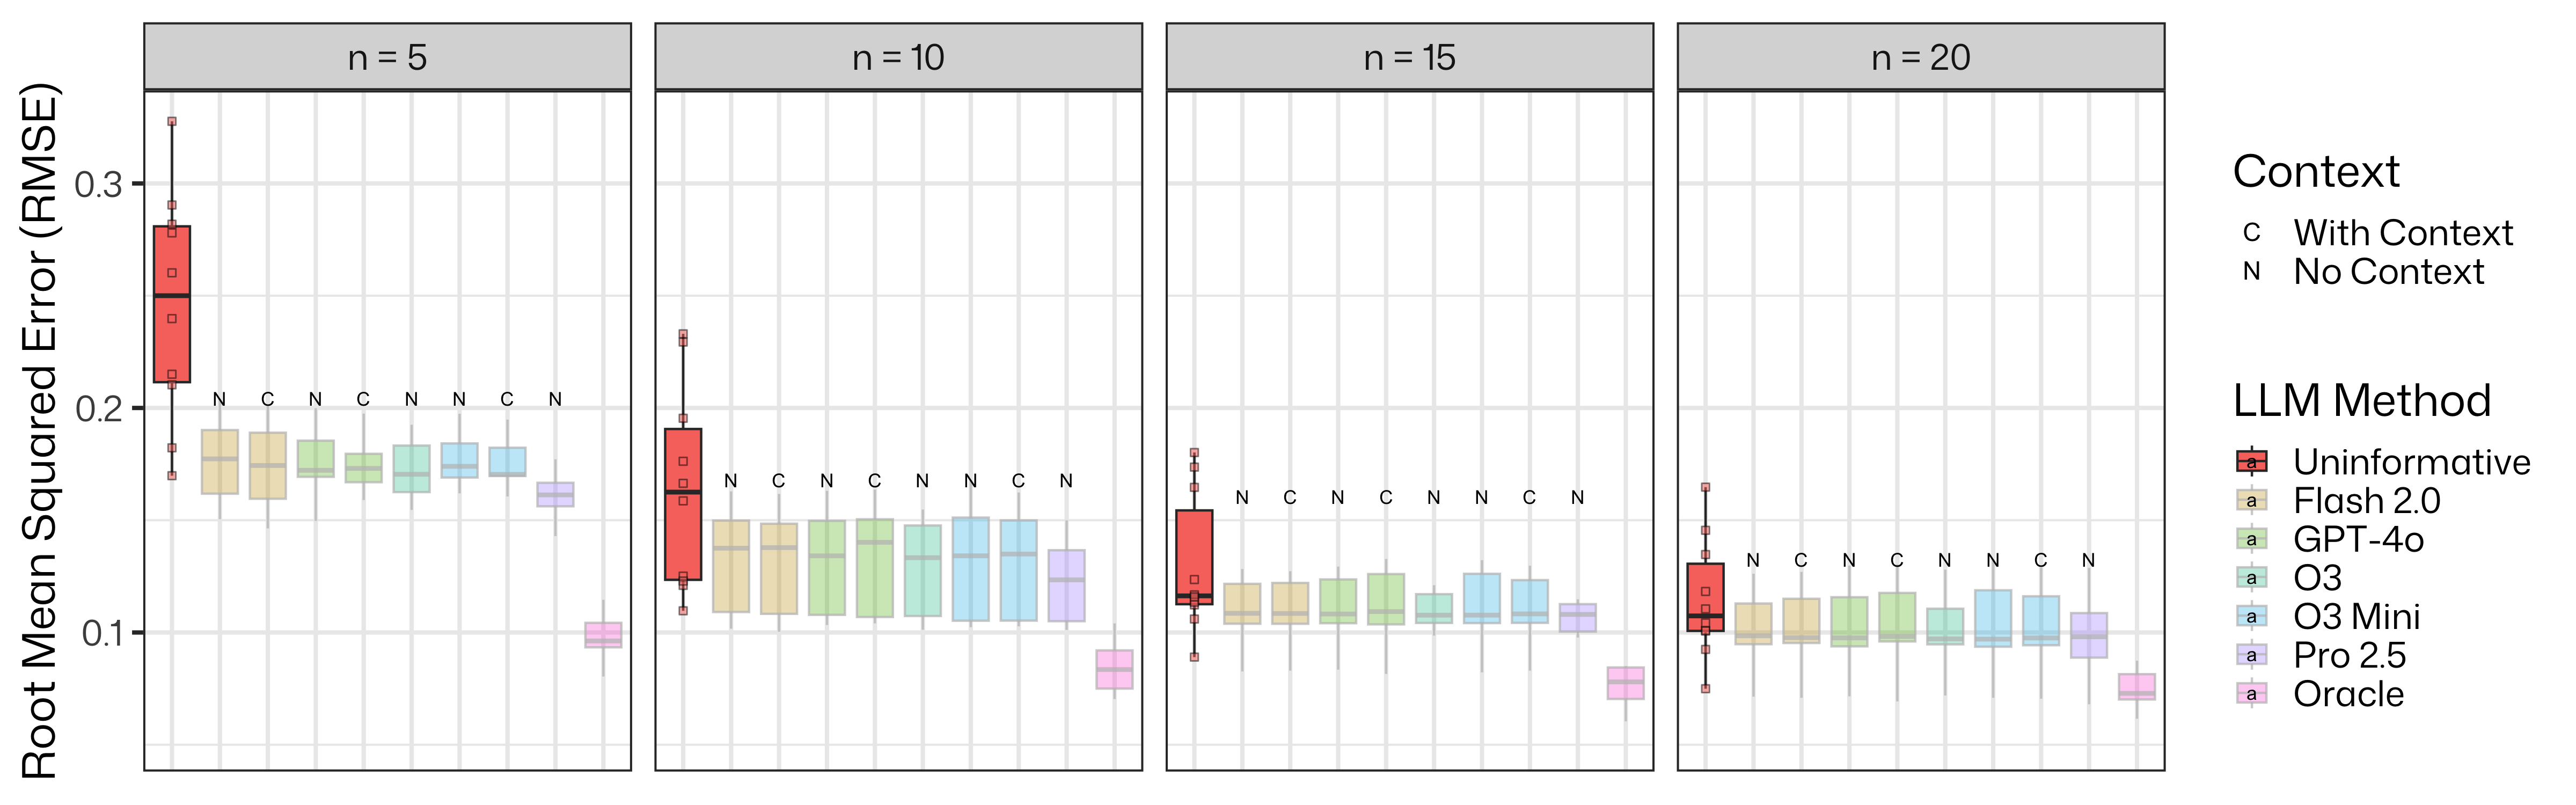 n = 5
n = 10
n = 15
n = 20
Root Mean Squared Error (RMSE)
0.3
0.2
0.1
N C N C N N C N
N C N C N N C N
N C N C N N C N
N C N C N N C N
Context
C With Context
N No Context
LLM Method
a Uninformative
a Flash 2.0
a GPT-4o
a O3
a O3 Mini
a Pro 2.5
a Oracle